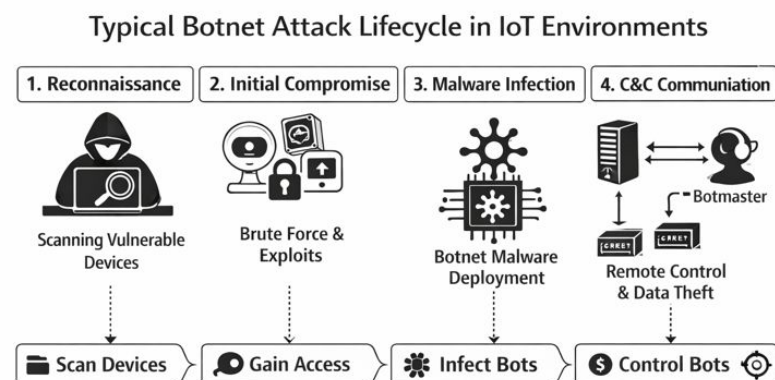 Typical Botnet Attack Lifecycle in IoT Environments
1. Reconnaissance
2. Initial Compromise
3. Malware Infection
4. C&C Communiation
Botmaster
Scanning Vulnerable
Devices
Brute Force &
Exploits
Botnet Malware
Deployment
Remote Control
& Data Theft
Scan Devices
Gain Access
Infect Bots
$ Control Bots